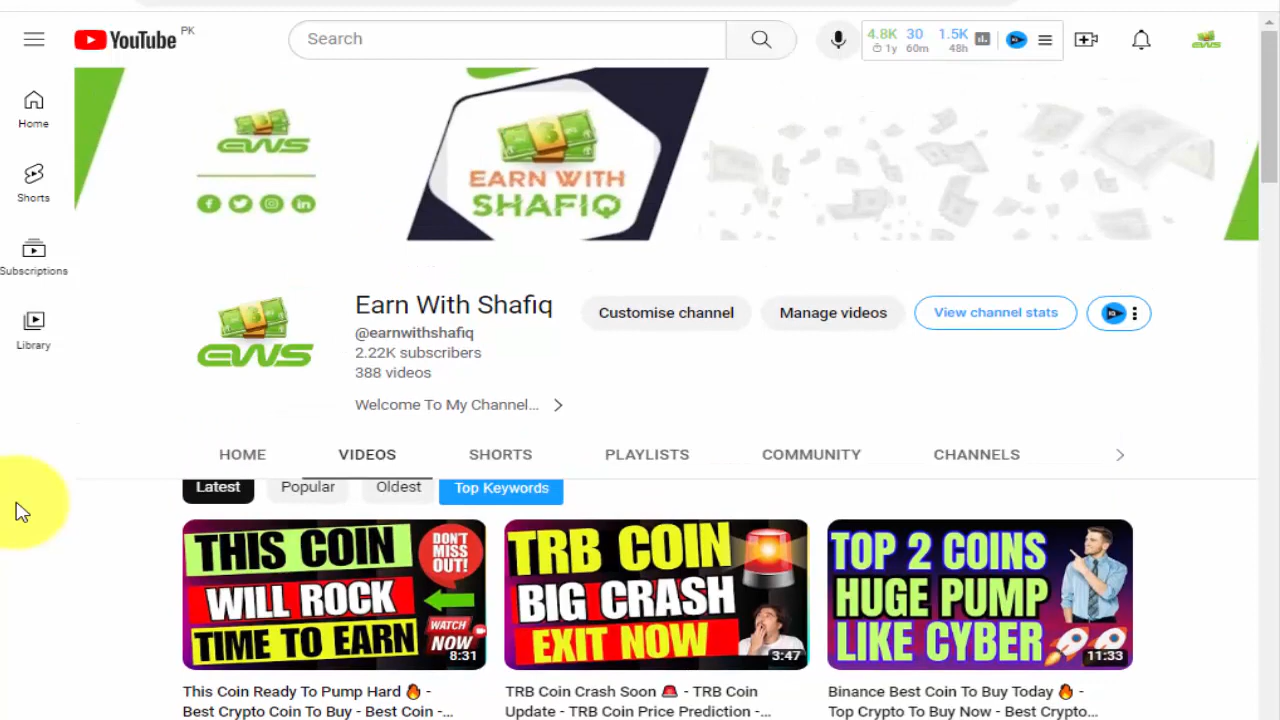 YouTube PK
Search
4.8K 30 1.5K
1y 60m 48h
Home
Shorts
Subscriptions
Library
EWS
EARN WITH
SHAFIQ
EWS
Earn With Shafiq
@earnwithshafiq
2.22K subscribers
388 videos
Welcome To My Channel...
Customise channel
Manage videos
View channel stats
IQ
HOME
VIDEOS
SHORTS
PLAYLISTS
COMMUNITY
CHANNELS
Latest
Popular
Oldest
Top Keywords
THIS COIN
WILL ROCK
TIME TO EARN
DON'T
MISS
OUT!
WATCH
NOW
8:31
This Coin Ready To Pump Hard 🔥 -
Best Crypto Coin To Buy - Best Coin -...
TRB COIN
BIG CRASH
EXIT NOW
3:47
TRB Coin Crash Soon 🚨 - TRB Coin
Update - TRB Coin Price Prediction -...
TOP 2 COINS
HUGE PUMP
LIKE CYBER
11:33
Binance Best Coin To Buy Today 🔥 -
Top Crypto To Buy Now - Best Crypto...